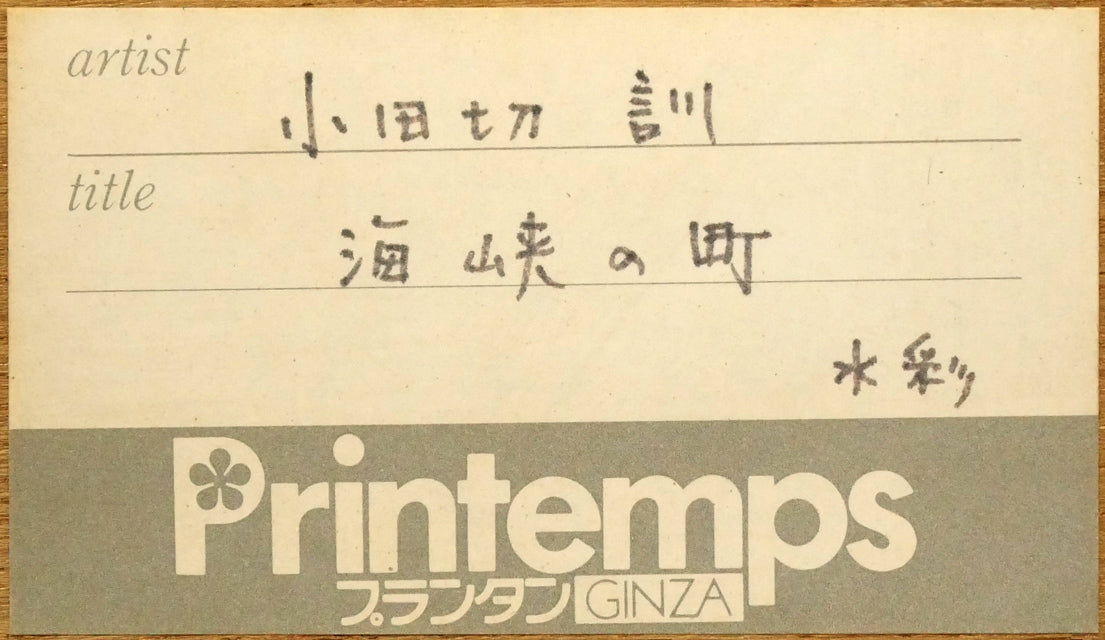 artist
小田切 訓
title
海峡の町
水彩
Printemps
プランタン GINZA